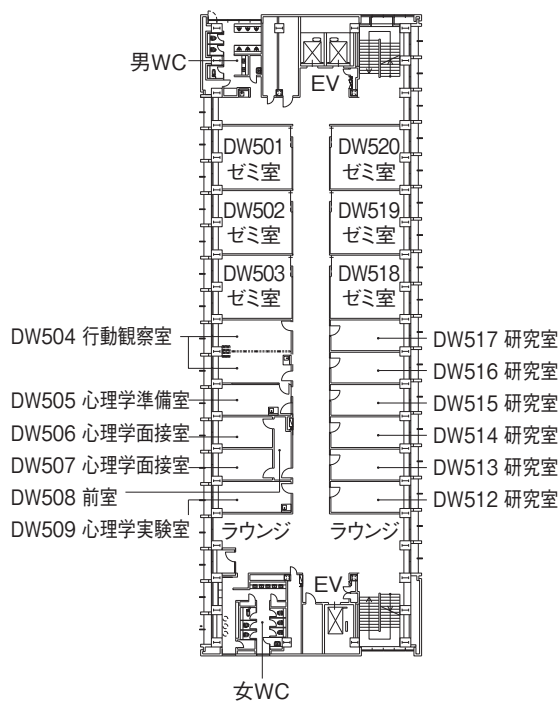 男WC
EV
DW501
ゼミ室
DW520
ゼミ室
DW502
ゼミ室
DW519
ゼミ室
DW503
ゼミ室
DW518
ゼミ室
DW504 行動観察室
DW517 研究室
DW516 研究室
DW505 心理学準備室
DW515 研究室
DW506 心理学面接室
DW514 研究室
DW507 心理学面接室
DW513 研究室
DW508 前室
DW512 研究室
DW509 心理学実験室
ラウンジ
ラウンジ
EV
女WC